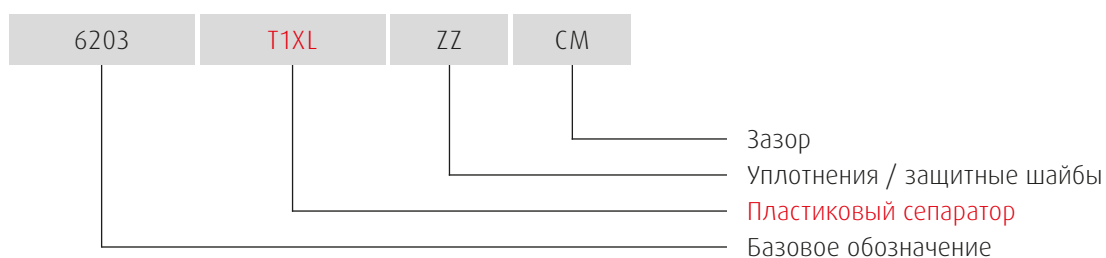 6203 T1XL ZZ CM
Зазор
Уплотнения / защитные шайбы
Пластиковый сепаратор
Базовое обозначение